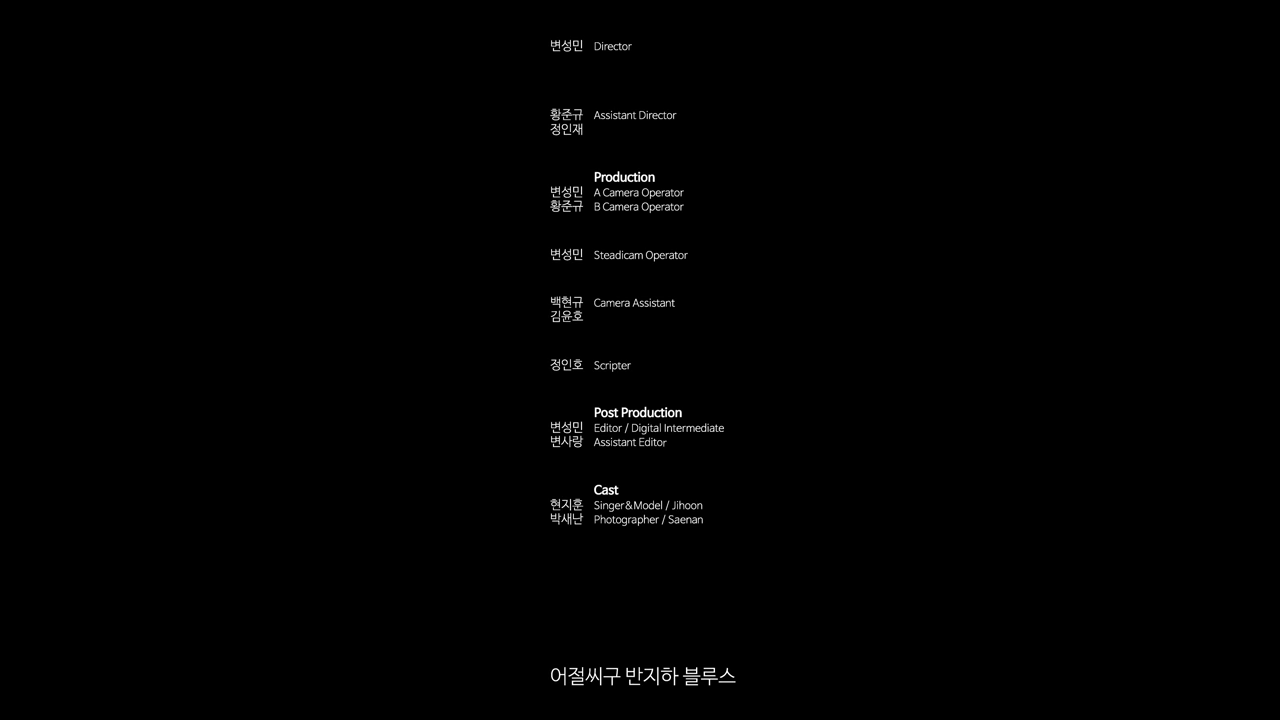 변성민 Director
황준규 Assistant Director
정인재
Production
변성민 A Camera Operator
황준규 B Camera Operator
변성민 Steadicam Operator
백현규 Camera Assistant
김윤호
정인호 Scripter
Post Production
변성민 Editor / Digital Intermediate
변사랑 Assistant Editor
Cast
현지훈 Singer&Model / Jihoon
박새난 Photographer / Saenan
어절씨구 반지하 블루스